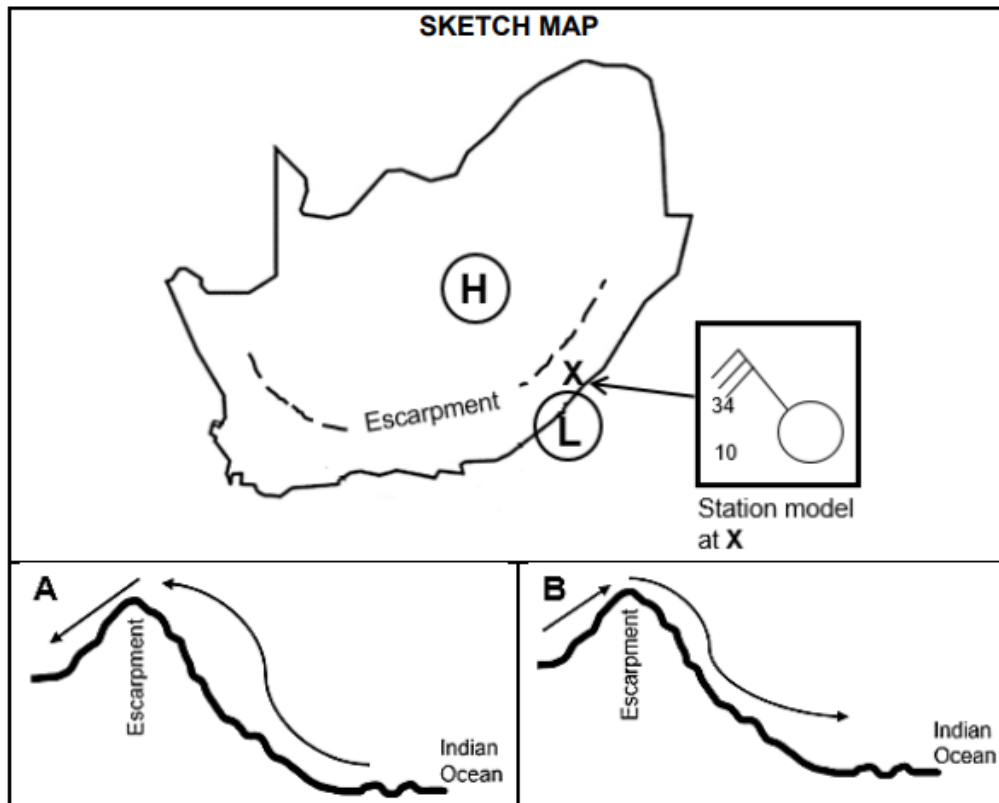 SKETCH MAP
H
X
Escarpment
L
34
10
Station model
at X
A
Escarpment
Indian
Ocean
B
Escarpment
Indian
Ocean